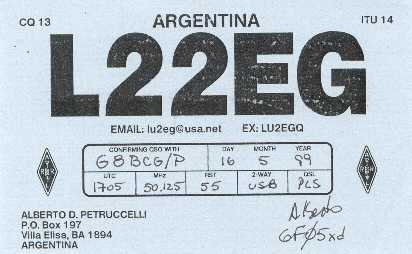 CQ 13 ARGENTINA ITU 14
L22EG
EMAIL: lu2eg@usa.net EX: LU2EGQ
CONFIRMING QSO WITH DAY MONTH YEAR
G8BCG/P 16 5 99
UTC MHz RST 2-WAY QSL
1705 50.125 55 USB PLS
ALBERTO D. PETRUCCELLI
P.O. Box 197
Villa Elisa, BA 1894
ARGENTINA
Alberto
GFØ5xd